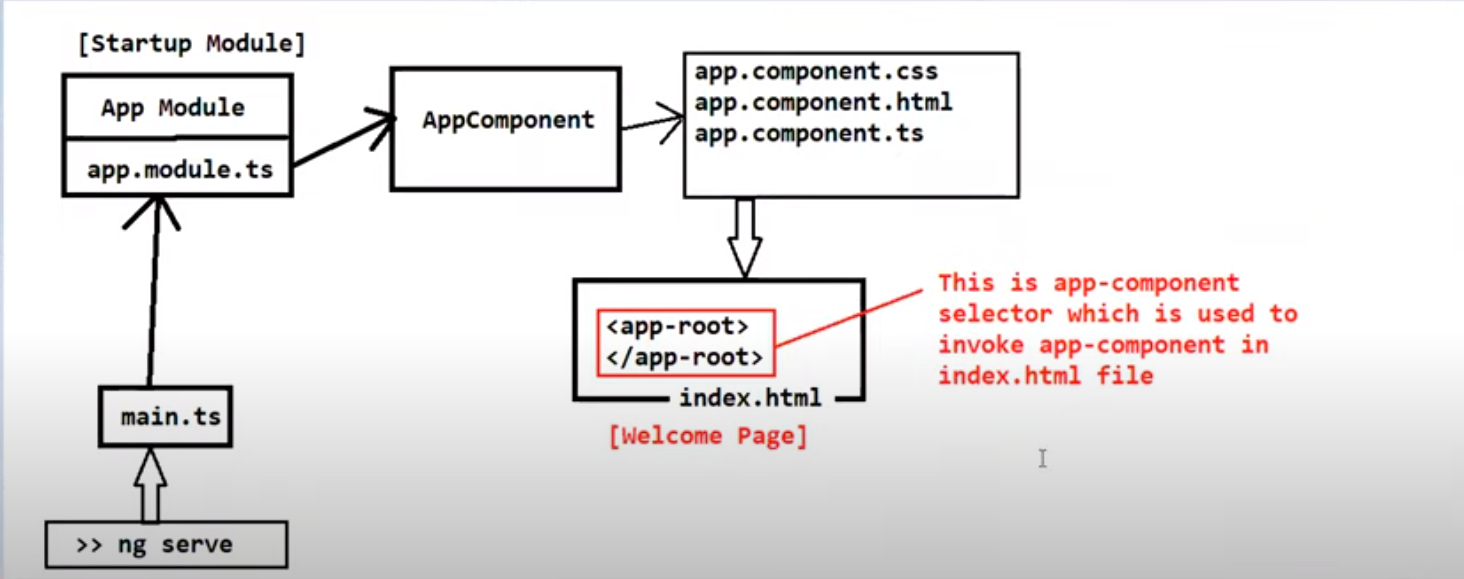 [Startup Module]
App Module
app.module.ts
AppComponent
app.component.css
app.component.html
app.component.ts
<app-root>
</app-root>
index.html
[Welcome Page]
This is app-component
selector which is used to
invoke app-component in
index.html file
main.ts
>> ng serve